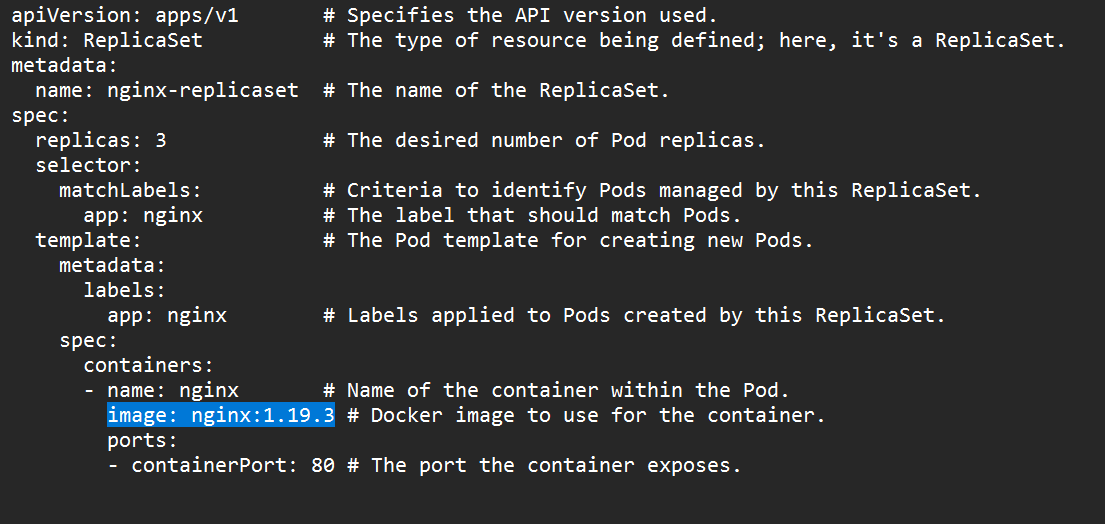 apiVersion: apps/v1       # Specifies the API version used.
kind: ReplicaSet          # The type of resource being defined; here, it's a ReplicaSet.
metadata:
  name: nginx-replicaset  # The name of the ReplicaSet.
spec:
  replicas: 3             # The desired number of Pod replicas.
  selector:
    matchLabels:          # Criteria to identify Pods managed by this ReplicaSet.
      app: nginx          # The label that should match Pods.
  template:               # The Pod template for creating new Pods.
    metadata:
      labels:
        app: nginx        # Labels applied to Pods created by this ReplicaSet.
    spec:
      containers:
      - name: nginx       # Name of the container within the Pod.
        image: nginx:1.19.3 # Docker image to use for the container.
        ports:
        - containerPort: 80 # The port the container exposes.